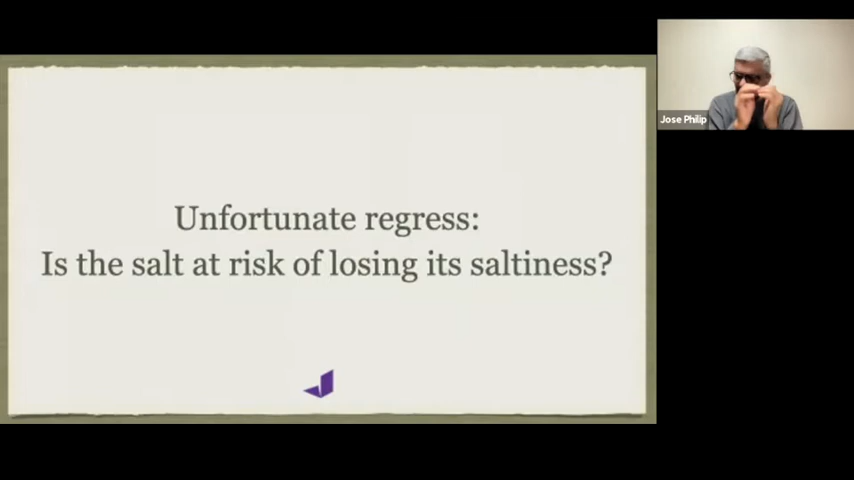 Unfortunate regress:
Is the salt at risk of losing its saltiness?
Jose Philip